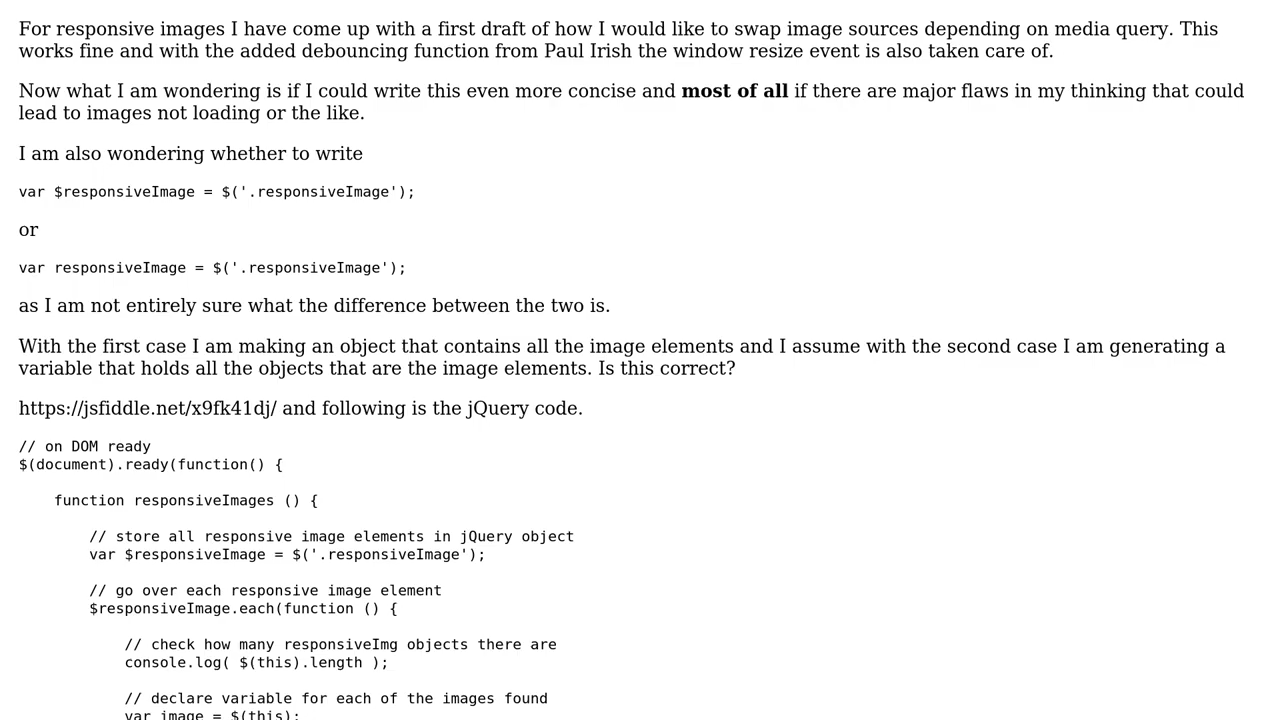 For responsive images I have come up with a first draft of how I would like to swap image sources depending on media query. This
works fine and with the added debouncing function from Paul Irish the window resize event is also taken care of.
Now what I am wondering is if I could write this even more concise and most of all if there are major flaws in my thinking that could
lead to images not loading or the like.
I am also wondering whether to write
var $responsiveImage = $('.responsiveImage');
or
var responsiveImage = $('.responsiveImage');
as I am not entirely sure what the difference between the two is.
With the first case I am making an object that contains all the image elements and I assume with the second case I am generating a
variable that holds all the objects that are the image elements. Is this correct?
https://jsfiddle.net/x9fk41dj/ and following is the jQuery code.
// on DOM ready
$(document).ready(function() {
    function responsiveImages () {
        // store all responsive image elements in jQuery object
        var $responsiveImage = $('.responsiveImage');
        // go over each responsive image element
        $responsiveImage.each(function () {
            // check how many responsiveImg objects there are
            console.log( $(this).length );
            // declare variable for each of the images found
            var image = $(this);